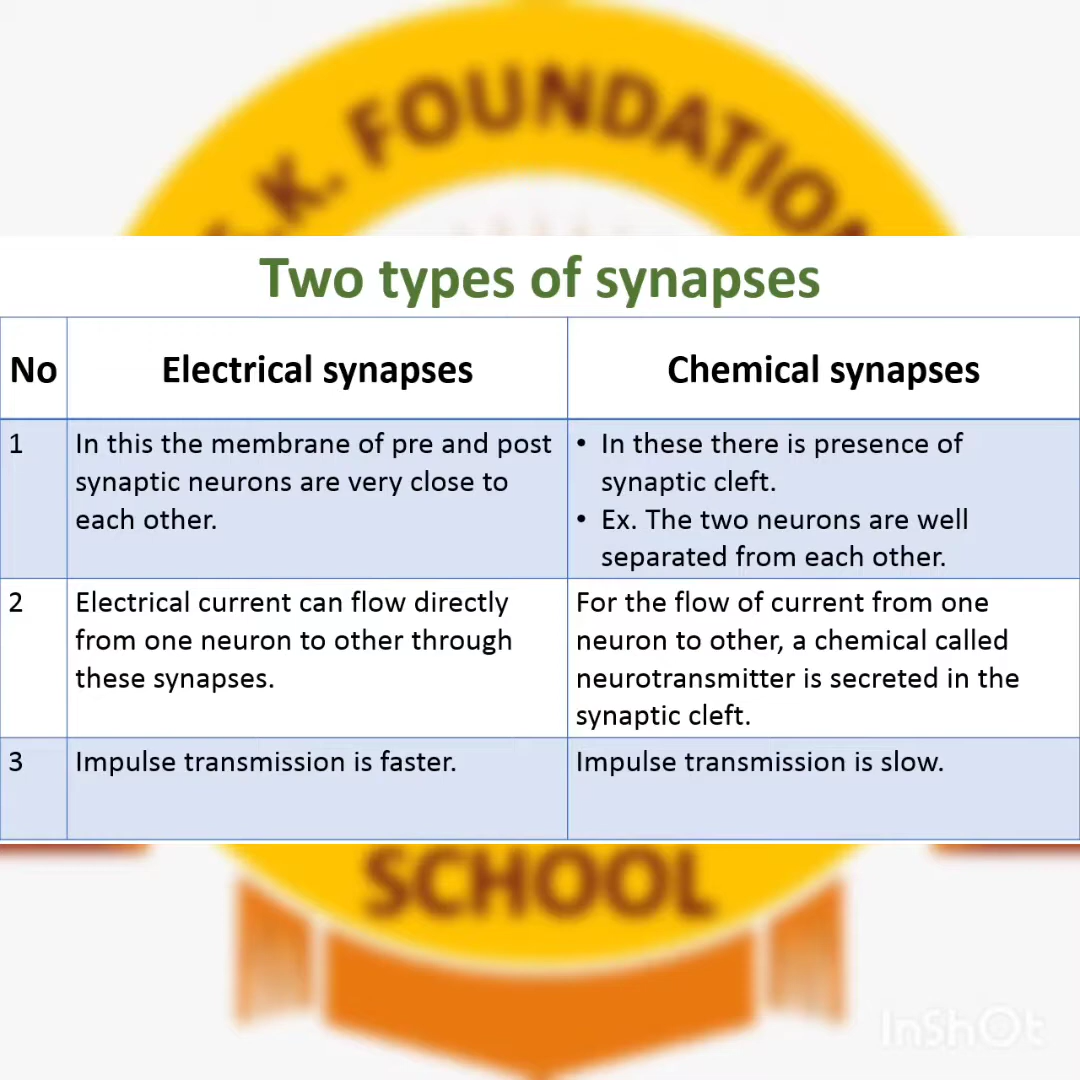 K. FOUNDATION
Two types of synapses
No
Electrical synapses
Chemical synapses
1
In this the membrane of pre and post
synaptic neurons are very close to
each other.
• In these there is presence of
synaptic cleft.
• Ex. The two neurons are well
separated from each other.
2
Electrical current can flow directly
from one neuron to other through
these synapses.
For the flow of current from one
neuron to other, a chemical called
neurotransmitter is secreted in the
synaptic cleft.
3
Impulse transmission is faster.
Impulse transmission is slow.
SCHOOL
InShOt